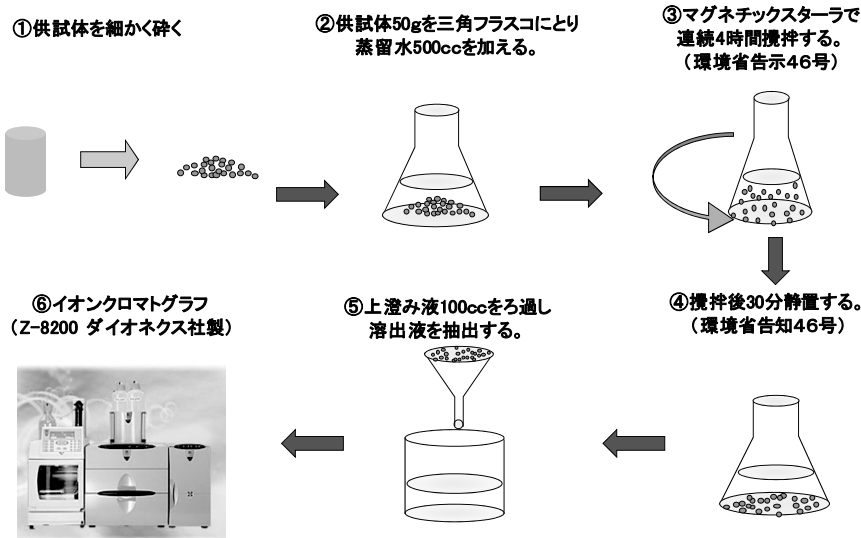 ①供試体を細かく砕く
②供試体50gを三角フラスコにとり
蒸留水500ccを加える。
③マグネチックスターラで
連続4時間攪拌する。
（環境省告示４６号）
④攪拌後30分静置する。
（環境省告知４６号）
⑤上澄み液100ccをろ過し
溶出液を抽出する。
⑥イオンクロマトグラフ
（Z-8200 ダイオネクス社製）